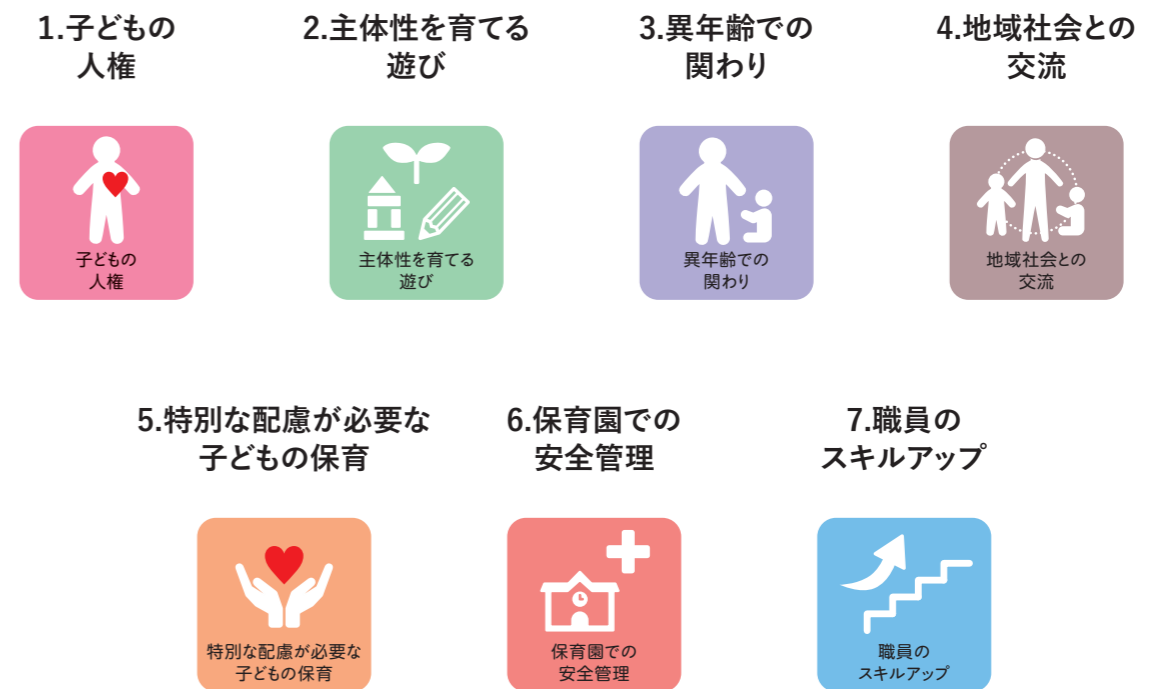 1.子どもの
人権
2.主体性を育てる
遊び
3.異年齢での
関わり
4.地域社会との
交流
子どもの
人権
主体性を育てる
遊び
異年齢での
関わり
地域社会との
交流
5.特別な配慮が必要な
子どもの保育
6.保育園での
安全管理
7.職員の
スキルアップ
特別な配慮が必要な
子どもの保育
保育園での
安全管理
職員の
スキルアップ